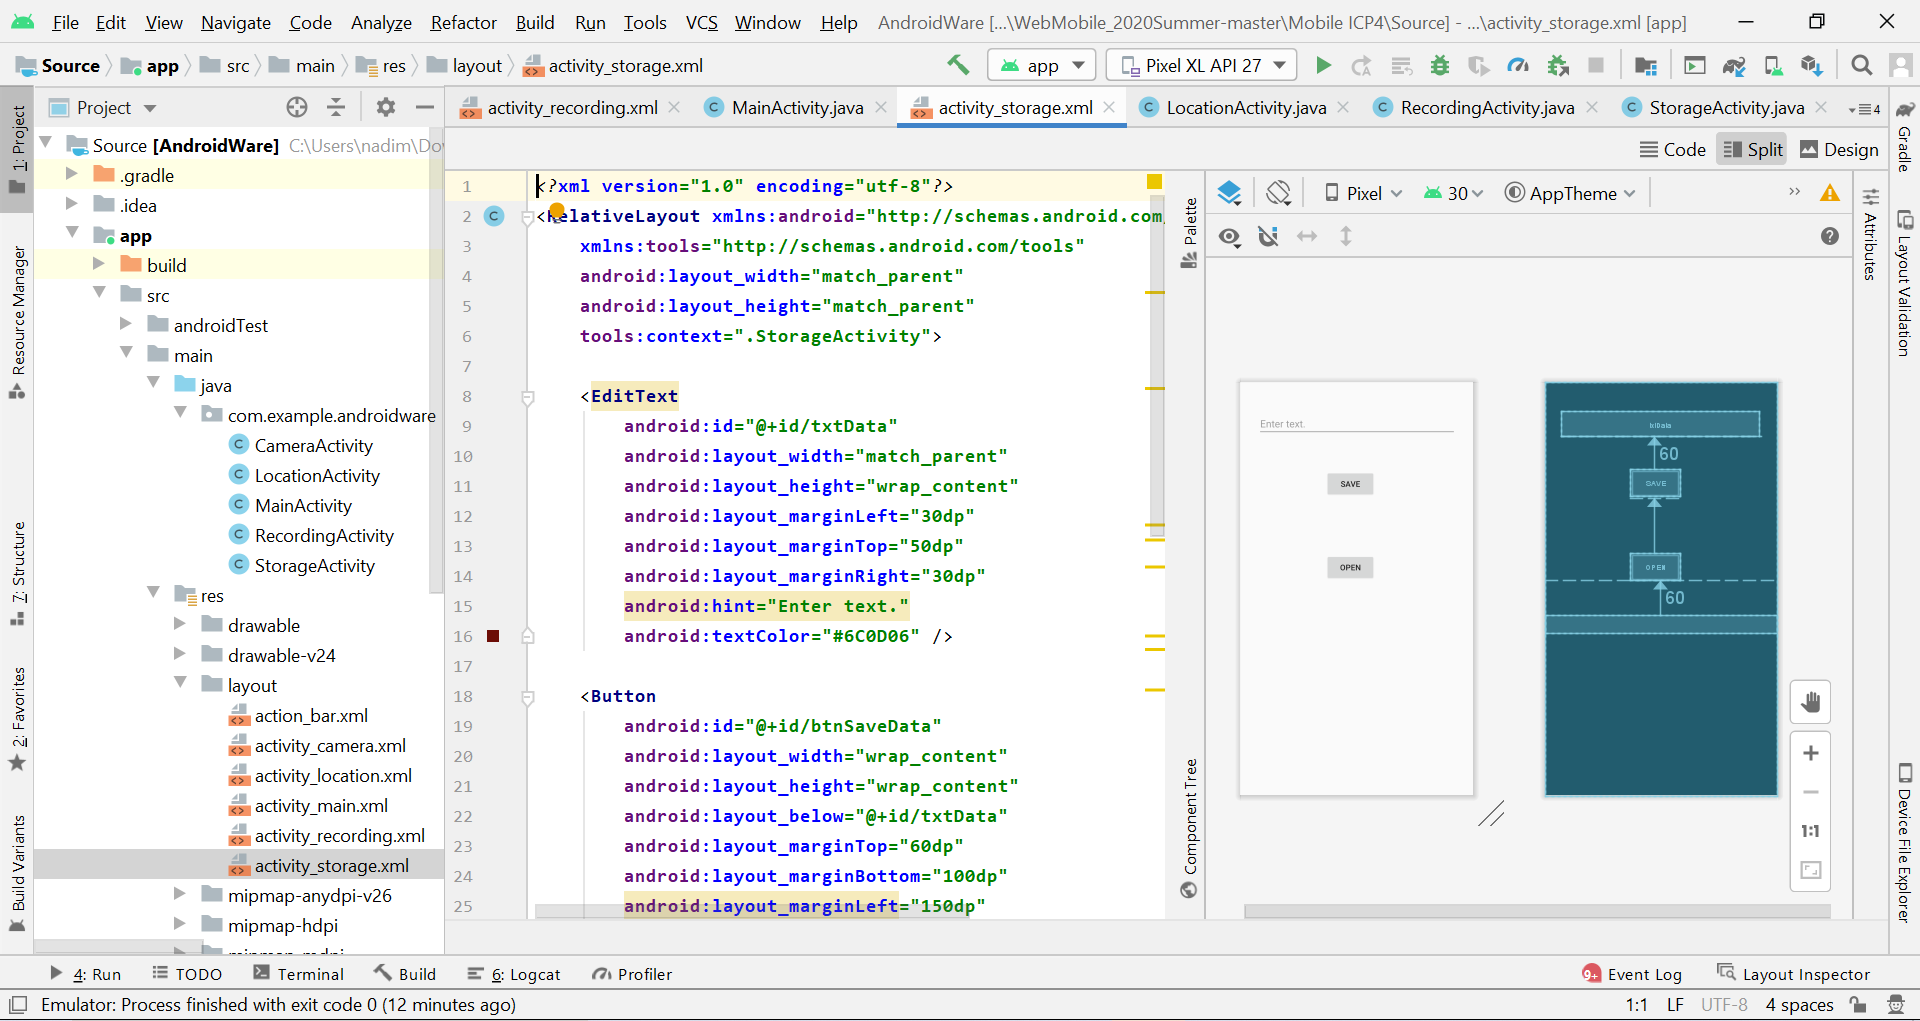 File Edit View Navigate Code Analyze Refactor Build Run Tools VCS Window Help AndroidWare [...\WebMobile_2020Summer-master\Mobile ICP4\Source] - ...\activity_storage.xml [app]
Source app src main res layout activity_storage.xml app Pixel XL API 27
Project activity_recording.xml MainActivity.java activity_storage.xml LocationActivity.java RecordingActivity.java StorageActivity.java 4
Code Split Design
Pixel 30 AppTheme
1: Project
Resource Manager
7: Structure
2: Favorites
Build Variants
Source [AndroidWare] C:\Users\nadim\Do
.gradle
.idea
app
build
src
androidTest
main
java
com.example.androidware
CameraActivity
LocationActivity
MainActivity
RecordingActivity
StorageActivity
res
drawable
drawable-v24
layout
action_bar.xml
activity_camera.xml
activity_location.xml
activity_main.xml
activity_recording.xml
activity_storage.xml
mipmap-anydpi-v26
mipmap-hdpi
1 <?xml version="1.0" encoding="utf-8"?>
2 <RelativeLayout xmlns:android="http://schemas.android.com
3 xmlns:tools="http://schemas.android.com/tools"
4 android:layout_width="match_parent"
5 android:layout_height="match_parent"
6 tools:context=".StorageActivity">
7
8 <EditText
9 android:id="@+id/txtData"
10 android:layout_width="match_parent"
11 android:layout_height="wrap_content"
12 android:layout_marginLeft="30dp"
13 android:layout_marginTop="50dp"
14 android:layout_marginRight="30dp"
15 android:hint="Enter text."
16 android:textColor="#6C0D06" />
17
18 <Button
19 android:id="@+id/btnSaveData"
20 android:layout_width="wrap_content"
21 android:layout_height="wrap_content"
22 android:layout_below="@+id/txtData"
23 android:layout_marginTop="60dp"
24 android:layout_marginBottom="100dp"
25 android:layout_marginLeft="150dp"
Palette
Component Tree
Enter text.
SAVE
OPEN
txtData
60
SAVE
OPEN
60
1:1
Attributes
Gradle
Layout Validation
Device File Explorer
4: Run TODO Terminal Build 6: Logcat Profiler 9+ Event Log Layout Inspector
Emulator: Process finished with exit code 0 (12 minutes ago) 1:1 LF UTF-8 4 spaces